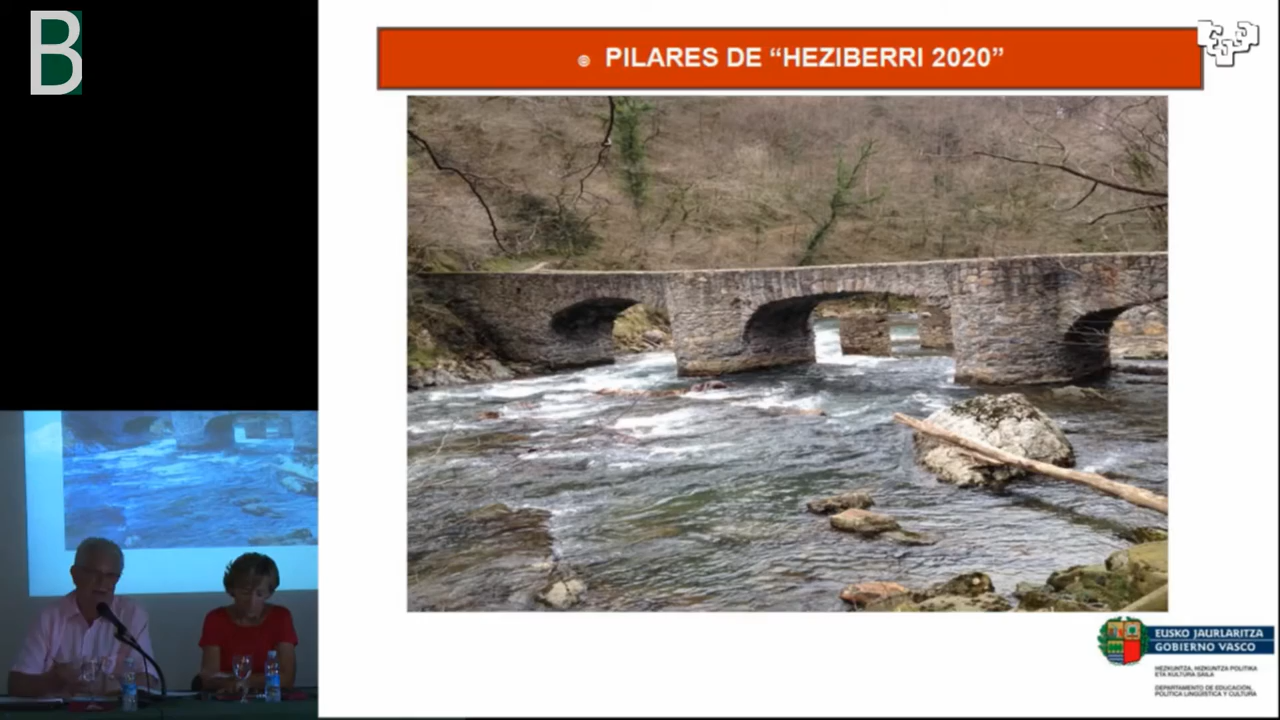 B
PILARES DE “HEZIBERRI 2020”
EUSKO JAURLARITZA
GOBIERNO VASCO
HEZKUNTZA, HIZKUNTZA POLITIKA
ETA KULTURA SAILA
DEPARTAMENTO DE EDUCACIÓN,
POLÍTICA LINGÜÍSTICA Y CULTURA